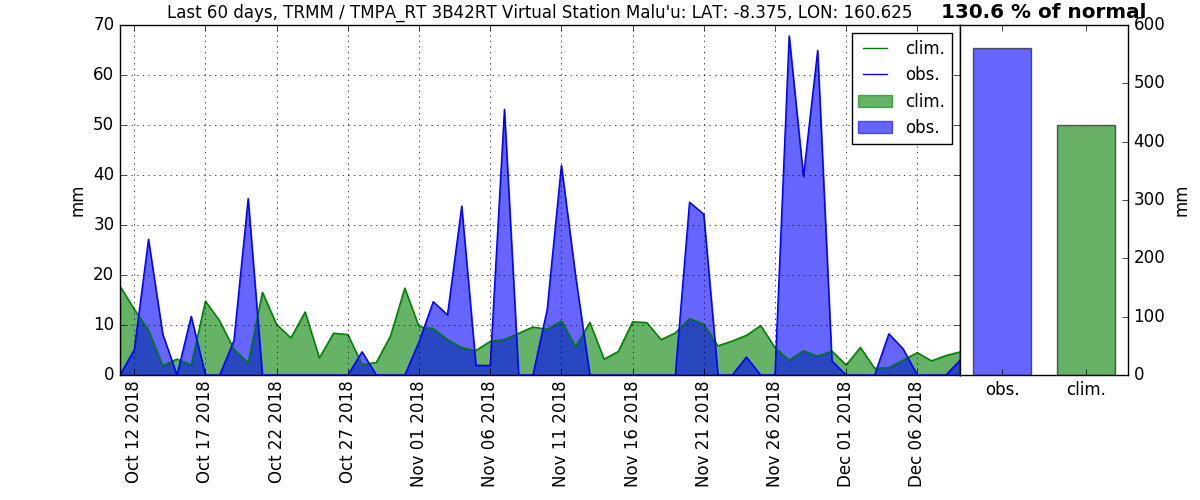 Last 60 days, TRMM / TMPA_RT 3B42RT Virtual Station Malu'u: LAT: -8.375, LON: 160.625
130.6 % of normal
70
60
50
40
30
20
10
0
mm
clim.
obs.
clim.
obs.
600
500
400
300
200
100
0
mm
Oct 12 2018
Oct 17 2018
Oct 22 2018
Oct 27 2018
Nov 01 2018
Nov 06 2018
Nov 11 2018
Nov 16 2018
Nov 21 2018
Nov 26 2018
Dec 01 2018
Dec 06 2018
obs.
clim.